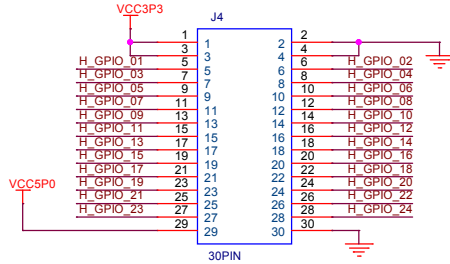 VCC3P3
J4
1 1 2 2
3 3 4 4
H_GPIO_01 5 5 6 6 H_GPIO_02
H_GPIO_03 7 7 8 8 H_GPIO_04
H_GPIO_05 9 9 10 10 H_GPIO_06
H_GPIO_07 11 11 12 12 H_GPIO_08
H_GPIO_09 13 13 14 14 H_GPIO_10
H_GPIO_11 15 15 16 16 H_GPIO_12
H_GPIO_13 17 17 18 18 H_GPIO_14
H_GPIO_15 19 19 20 20 H_GPIO_16
H_GPIO_17 21 21 22 22 H_GPIO_18
VCC5P0 H_GPIO_19 23 23 24 24 H_GPIO_20
H_GPIO_21 25 25 26 26 H_GPIO_22
H_GPIO_23 27 27 28 28 H_GPIO_24
29 29 30 30
30PIN